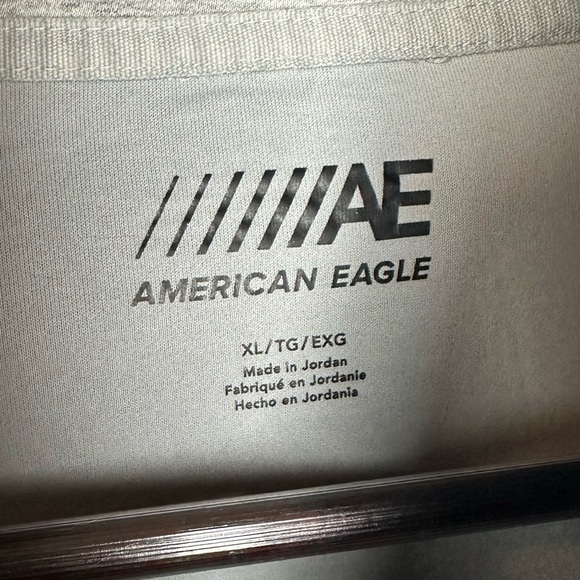 AE
AMERICAN EAGLE
XL/TG/EXG
Made in Jordan
Fabriqué en Jordanie
Hecho en Jordania